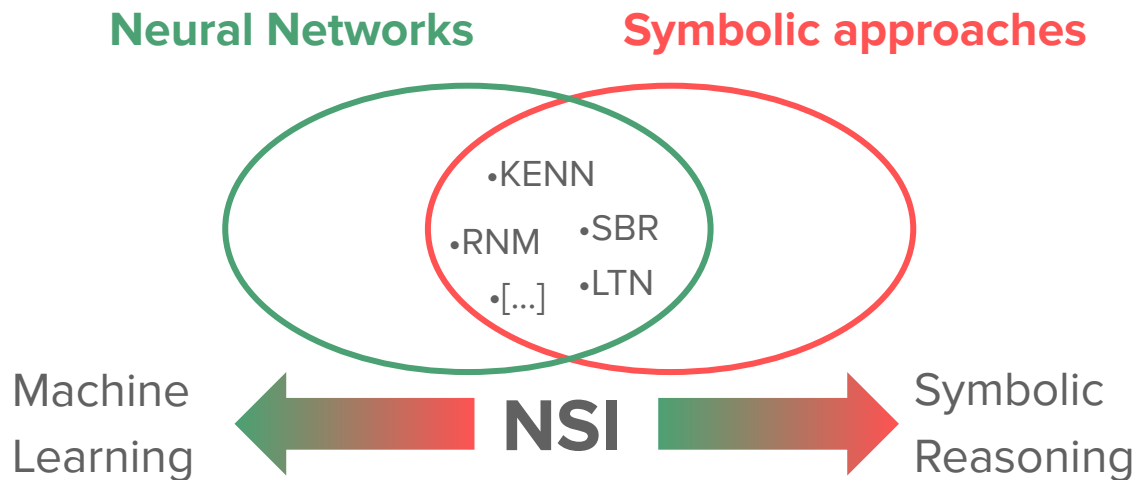 Neural Networks
Symbolic approaches
•KENN
•RNM
•SBR
•[...]
•LTN
Machine
Learning
NSI
Symbolic
Reasoning